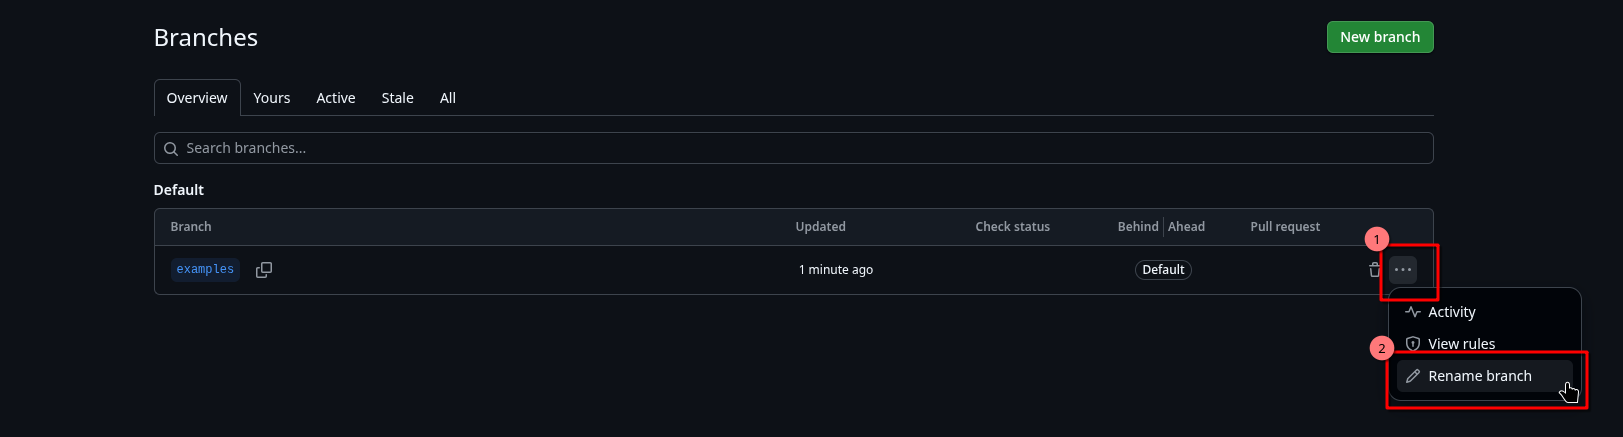 Branches
New branch
Overview Yours Active Stale All
Search branches...
Default
Branch Updated Check status Behind Ahead Pull request
1
examples 1 minute ago Default
Activity
2
View rules
Rename branch